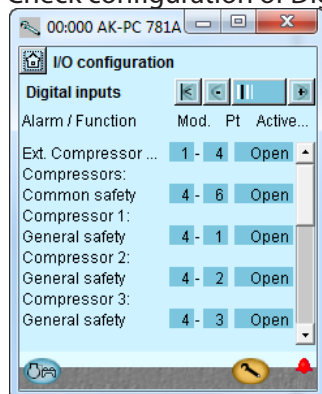 Check configuration of Di
00:000 AK-PC 781A
I/O configuration
Digital inputs
Alarm / Function Mod. Pt Active...
Ext. Compressor ... 1 - 4 Open
Compressors:
Common safety 4 - 6 Open
Compressor 1:
General safety 4 - 1 Open
Compressor 2:
General safety 4 - 2 Open
Compressor 3:
General safety 4 - 3 Open